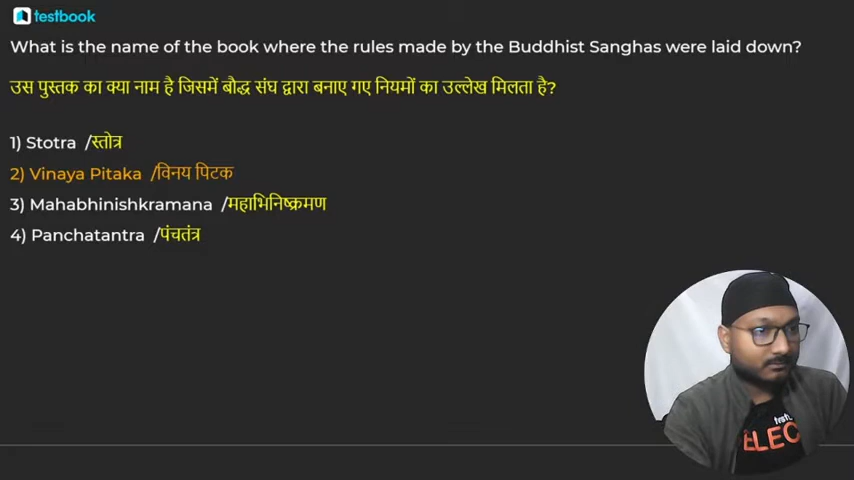 testbook
What is the name of the book where the rules made by the Buddhist Sanghas were laid down?
उस पुस्तक का क्या नाम है जिसमें बौद्ध संघ द्वारा बनाए गए नियमों का उल्लेख मिलता है?
1) Stotra /स्तोत्र
2) Vinaya Pitaka /विनय पिटक
3) Mahabhinishkramana /महाभिनिष्क्रमण
4) Panchatantra /पंचतंत्र